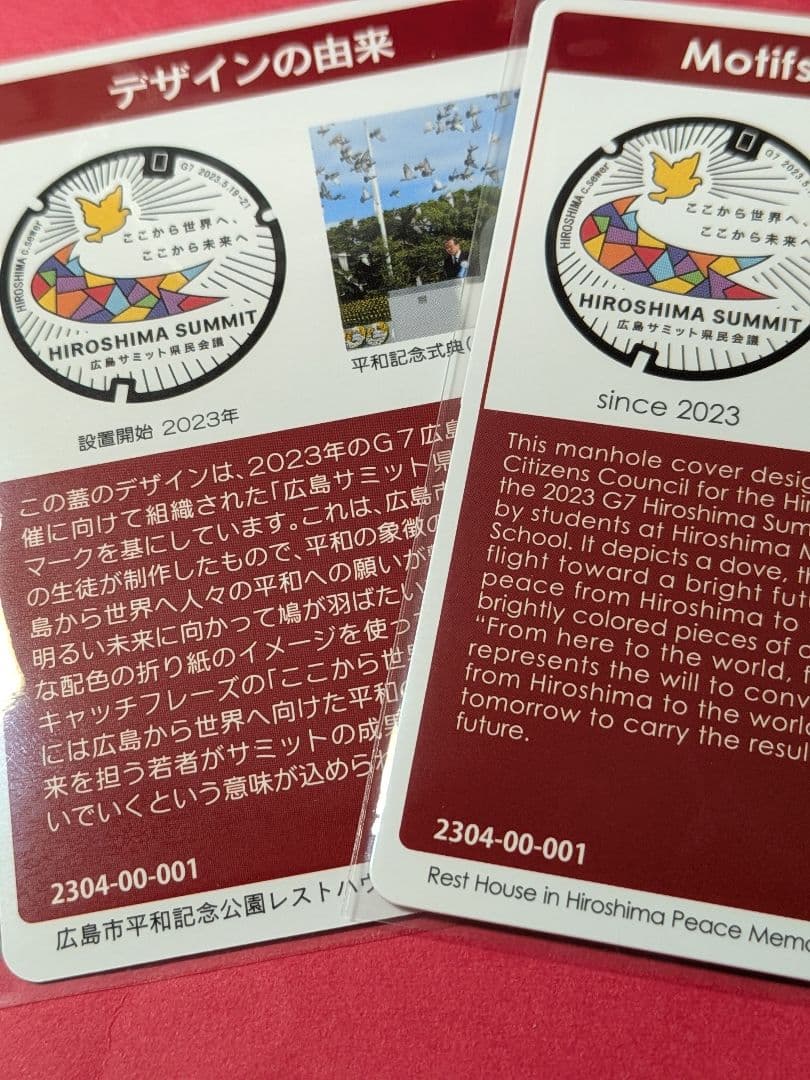 デザインの由来
G7 2023.5.19-21
HIROSHIMA c.sewer
ここから世界へ、
ここから未来へ
HIROSHIMA SUMMIT
広島サミット県民会議
設置開始 2023年
平和記念式典(
この蓋のデザインは、2023年のG7広島
催に向けて組織された「広島サミット県
マークを基にしています。これは、広島市
の生徒が制作したもので、平和の象徴の
島から世界へ人々の平和への願いが
明るい未来に向かって鳩が羽ばたい
な配色の折り紙のイメージを使っ
キャッチフレーズの「ここから世界
には広島から世界へ向けた平和の
来を担う若者がサミットの成果
いでいくという意味が込めら
2304-00-001
広島市平和記念公園レストハウ
Motifs
G7 2023.5
HIROSHIMA c.sewer
ここから世界へ、
ここから未来へ
HIROSHIMA SUMMIT
広島サミット県民会議
since 2023
This manhole cover desig
Citizens Council for the Hi
the 2023 G7 Hiroshima Sum
by students at Hiroshima
School. It depicts a dove, th
flight toward a bright fut
peace from Hiroshima to
brightly colored pieces of
"From here to the world,
represents the will to conv
from Hiroshima to the world
tomorrow to carry the resul
future.
2304-00-001
Rest House in Hiroshima Peace Memo